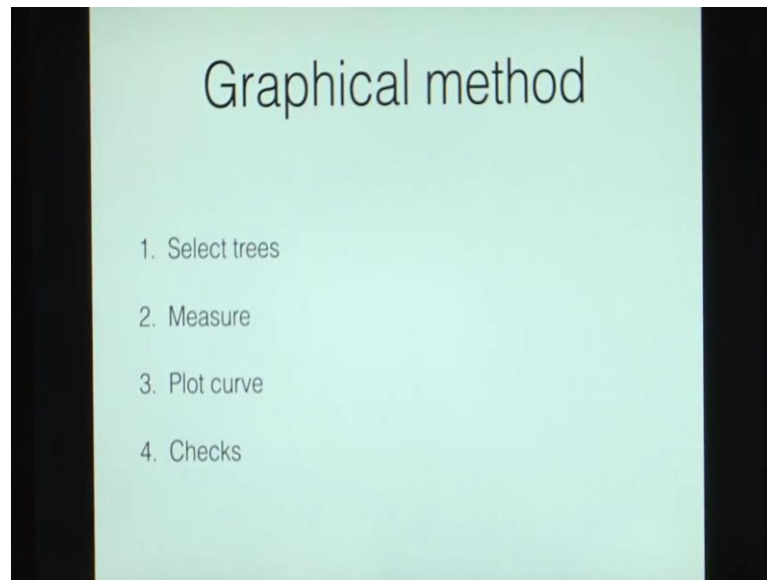 Graphical method
1. Select trees
2. Measure
3. Plot curve
4. Checks